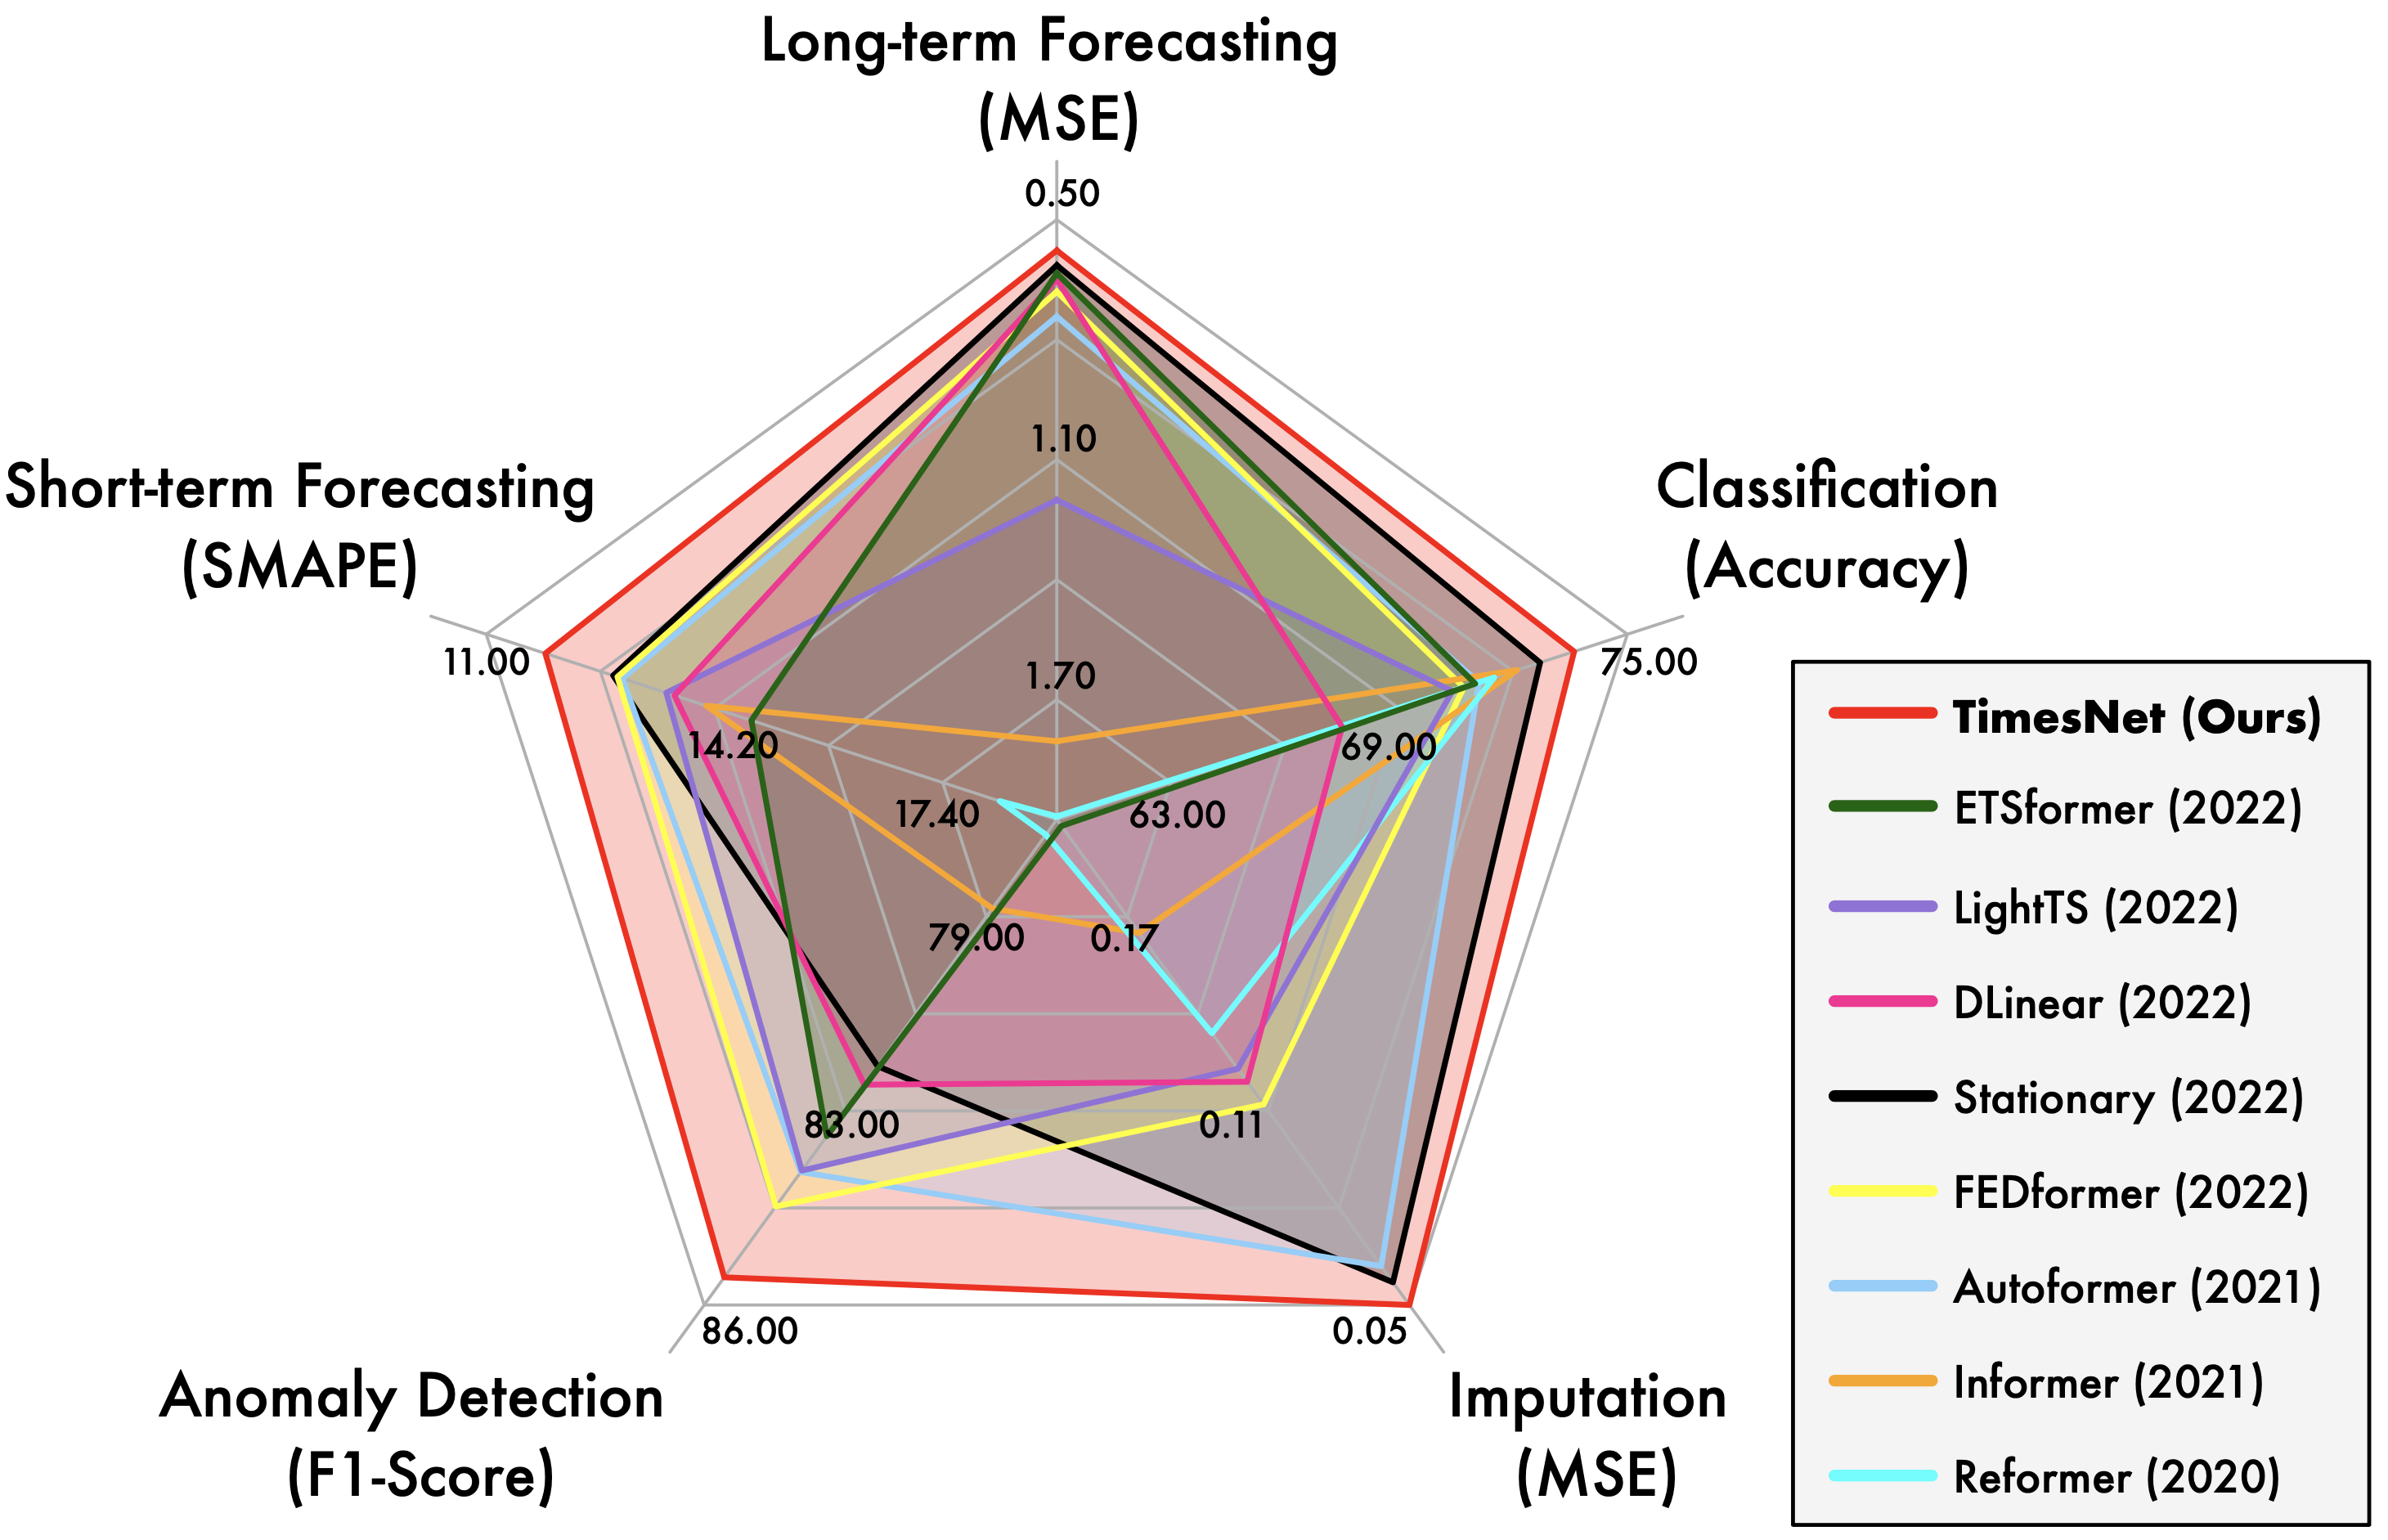 Long-term Forecasting
(MSE)
0.50
1.10
1.70
Classification
(Accuracy)
75.00
69.00
63.00
Short-term Forecasting
(SMAPE)
11.00
14.20
17.40
79.00
0.17
83.00
0.11
86.00
0.05
Anomaly Detection
(F1-Score)
Imputation
(MSE)
TimesNet (Ours)
ETSformer (2022)
LightTS (2022)
DLinear (2022)
Stationary (2022)
FEDformer (2022)
Autoformer (2021)
Informer (2021)
Reformer (2020)